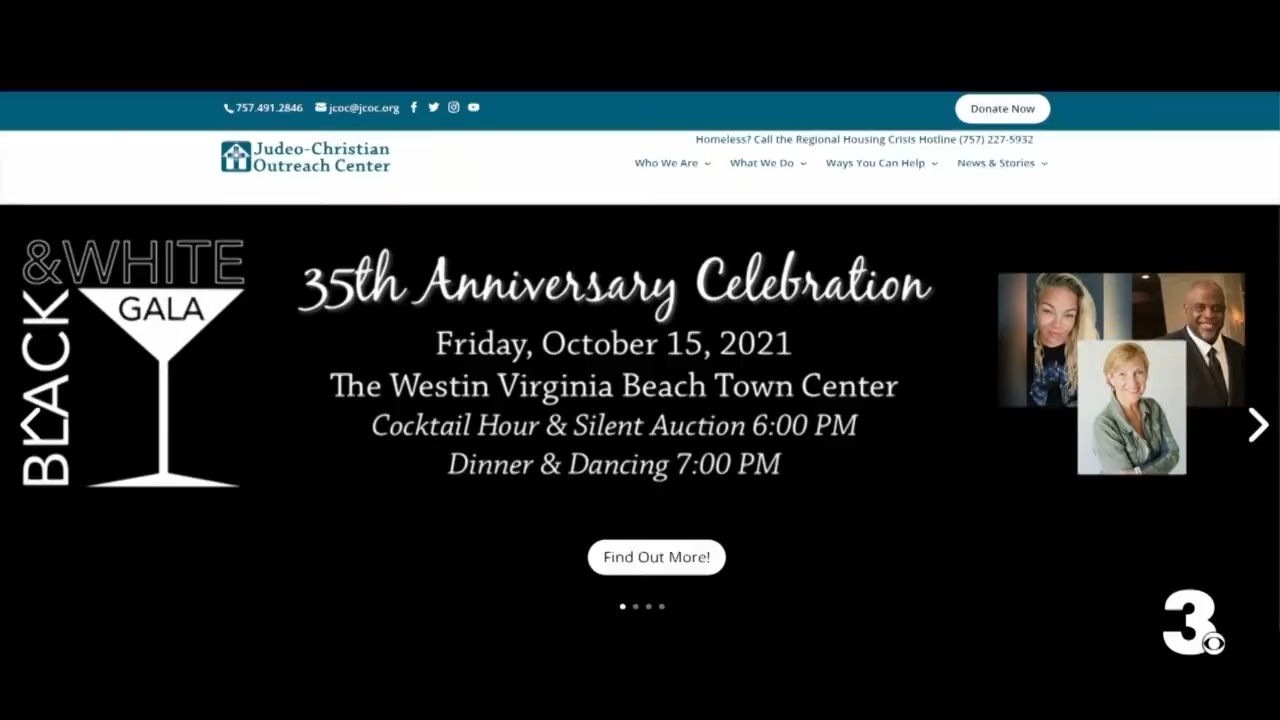 757.491.2846 jcoc@jcoc.org
Donate Now
Homeless? Call the Regional Housing Crisis Hotline (757) 227-5932
Judeo-Christian
Outreach Center
Who We Are What We Do Ways You Can Help News & Stories
BLACK
&WHITE
GALA
35th Anniversary Celebration
Friday, October 15, 2021
The Westin Virginia Beach Town Center
Cocktail Hour & Silent Auction 6:00 PM
Dinner & Dancing 7:00 PM
Find Out More!
3